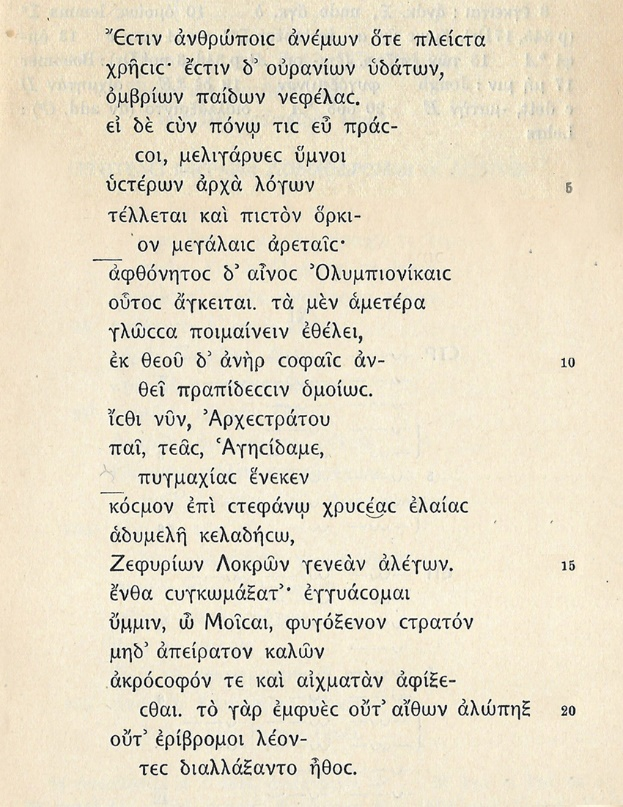 Ἔϲτιν ἀνθρώποιϲ ἀνέμων ὅτε πλεῖϲτα
χρῆϲιϲ· ἔϲτιν δ' οὐρανίων ὑδάτων,
ὀμβρίων παίδων νεφέλαϲ.
εἰ δὲ ϲὺν πόνῳ τιϲ εὖ πράϲ-
ϲοι, μελιγάρυεϲ ὕμνοι
ὑϲτέρων ἀρχὰ λόγων 5
τέλλεται καὶ πιϲτὸν ὅρκι-
ον μεγάλαιϲ ἀρεταῖϲ·
ἀφθόνητοϲ δ' αἶνοϲ Ὀλυμπιονίκαιϲ
οὗτοϲ ἄγκειται. τὰ μὲν ἁμετέρα
γλῶϲϲα ποιμαίνειν ἐθέλει,
ἐκ θεοῦ δ' ἀνὴρ ϲοφαῖϲ ἀν- 10
θεῖ πραπίδεϲϲιν ὁμοίωϲ.
ἴϲθι νῦν, Ἀρχεϲτράτου
παῖ, τεᾶϲ, Ἁγηϲίδαμε,
πυγμαχίαϲ ἕνεκεν
κόϲμον ἐπὶ ϲτεφάνῳ χρυϲέαϲ ἐλαίαϲ
ἁδυμελῆ κελαδήϲω,
Ζεφυρίων Λοκρῶν γενεὰν ἀλέγων. 15
ἔνθα ϲυγκωμάξατ'· ἐγγυάϲομαι
ὔμμιν, ὦ Μοῖϲαι, φυγόξενον ϲτρατόν
μηδ' ἀπείρατον καλῶν
ἀκρόϲοφόν τε καὶ αἰχματὰν ἀφίξε-
ϲθαι. τὸ γὰρ ἐμφυὲϲ οὔτ' αἴθων ἀλώπηξ 20
οὔτ' ἐρίβρομοι λέον-
τεϲ διαλλάξαντο ἦθοϲ.